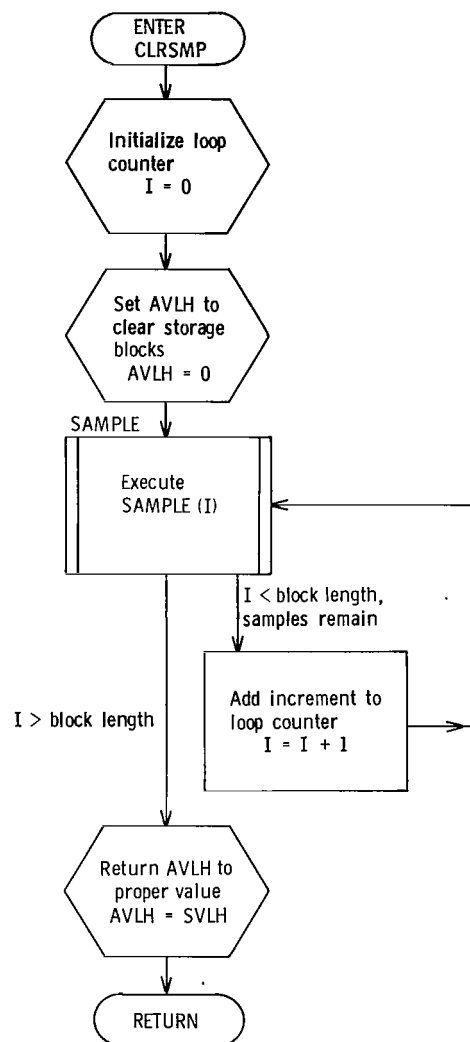 ENTER
CLRSMP
Initialize loop
counter
I = 0
Set AVLH to
clear storage
blocks
AVLH = 0
SAMPLE
Execute
SAMPLE (I)
I < block length,
samples remain
Add increment to
loop counter
I = I + 1
I > block length
Return AVLH to
proper value
AVLH = SVLH
RETURN